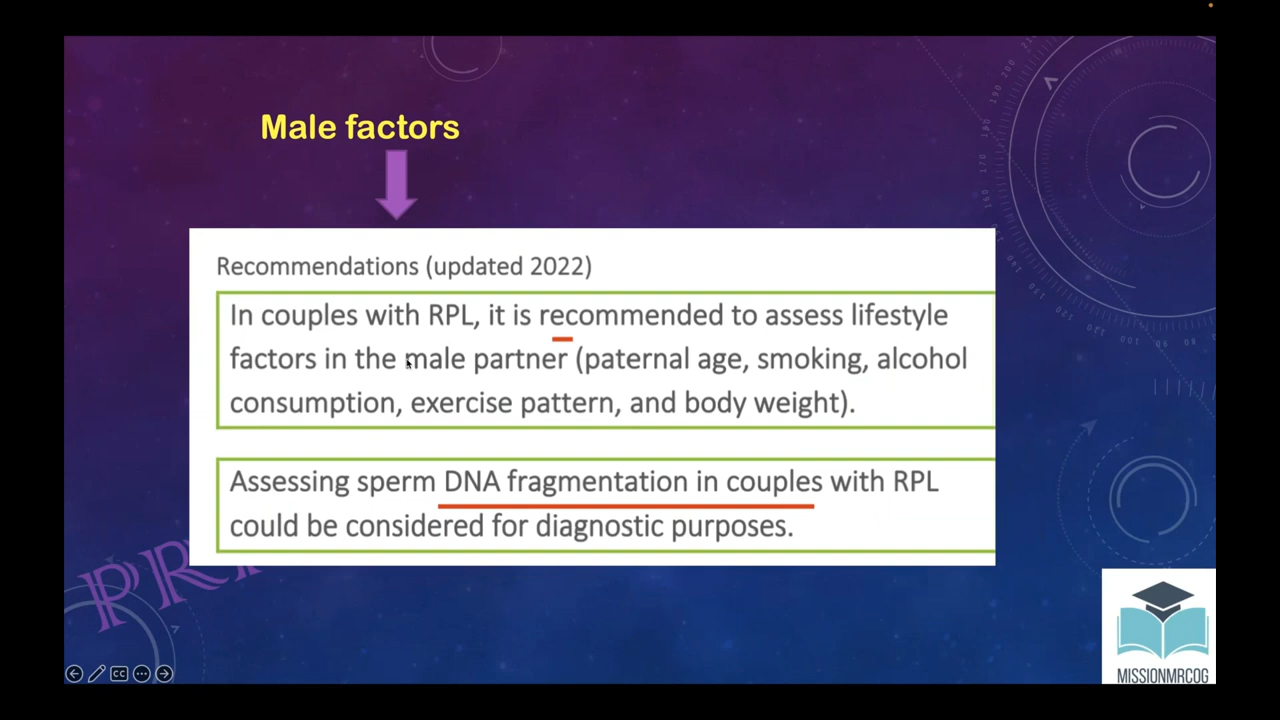 Male factors
Recommendations (updated 2022)
In couples with RPL, it is recommended to assess lifestyle
factors in the male partner (paternal age, smoking, alcohol
consumption, exercise pattern, and body weight).
Assessing sperm DNA fragmentation in couples with RPL
could be considered for diagnostic purposes.
CC
MISSIONMRCOG